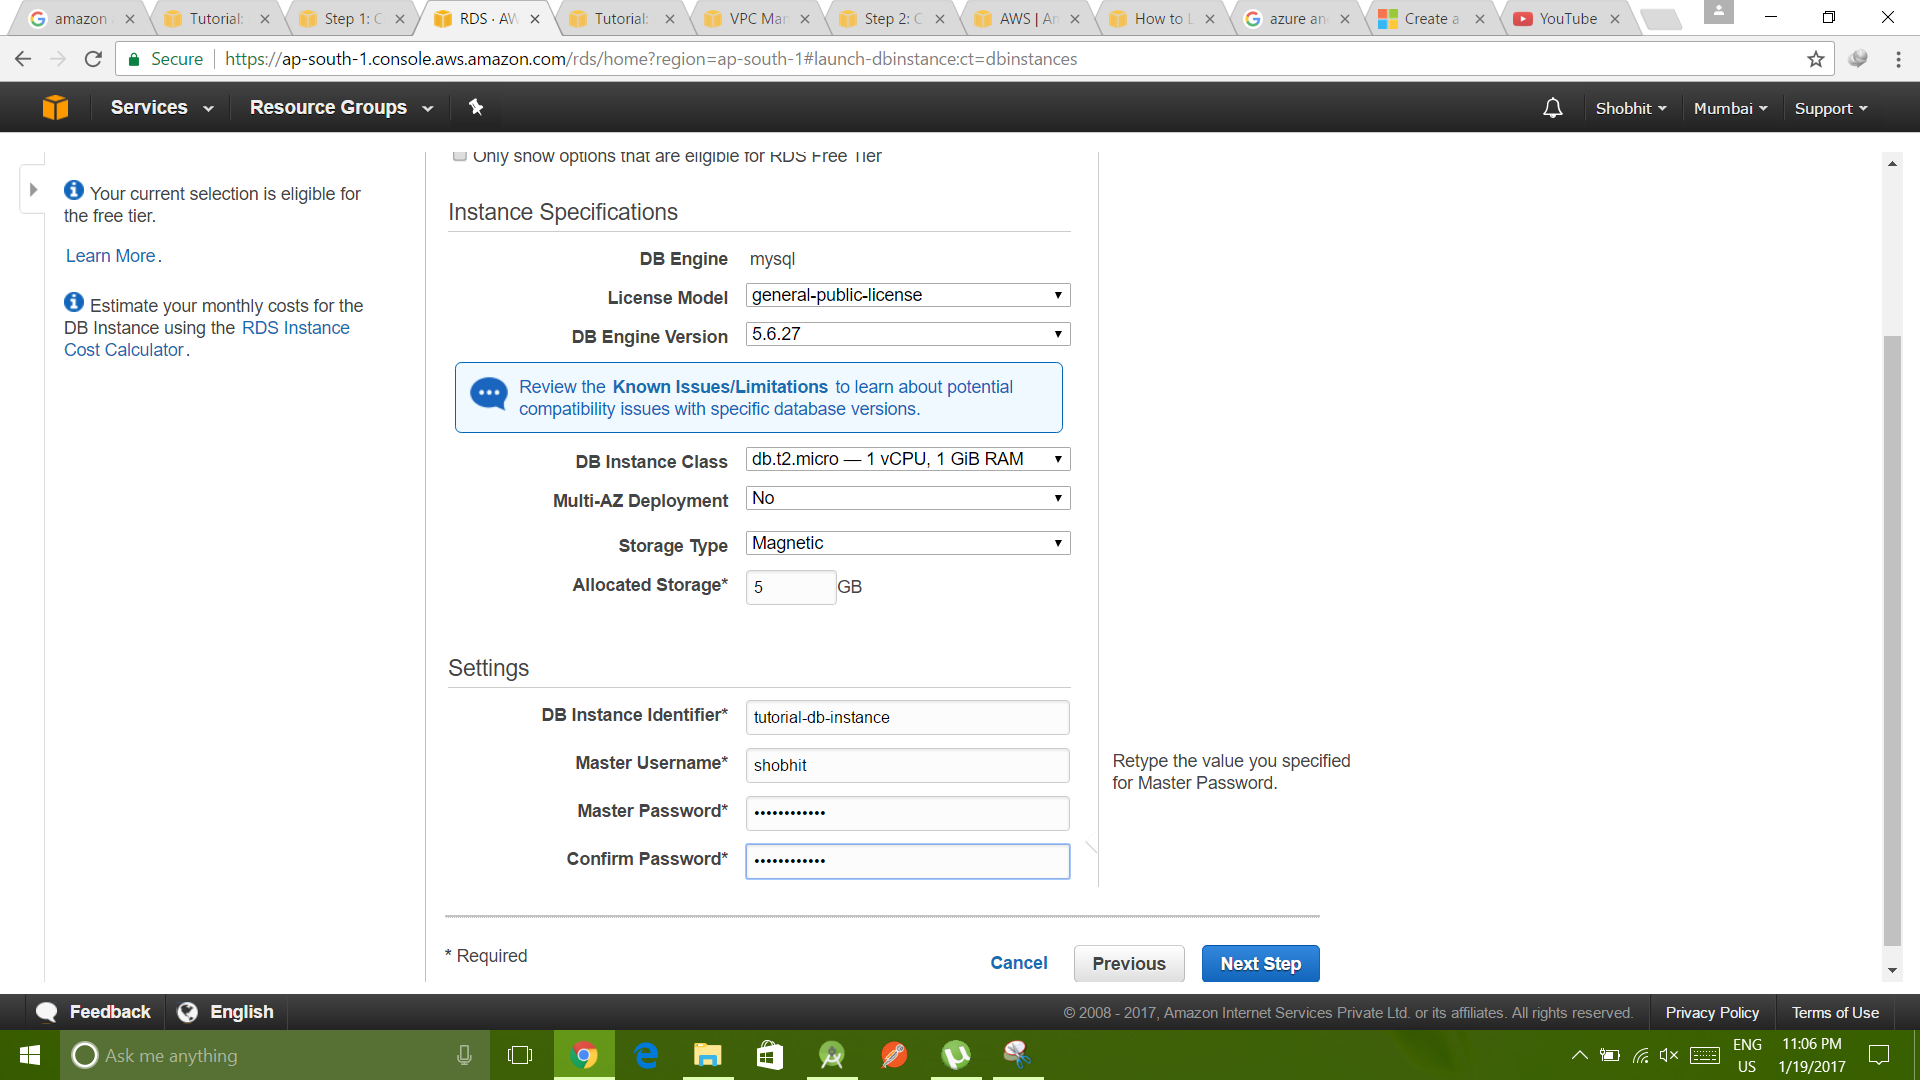 amazon
Tutorial:
Step 1: C
RDS · AW
Tutorial:
VPC Mar
Step 2: C
AWS | An
How to L
azure an
Create a
YouTube
Secure
https://ap-south-1.console.aws.amazon.com/rds/home?region=ap-south-1#launch-dbinstance:ct=dbinstances
Services
Resource Groups
Shobhit
Mumbai
Support
Only show options that are eligible for RDS Free Tier
Your current selection is eligible for
the free tier.
Learn More.
Estimate your monthly costs for the
DB Instance using the RDS Instance
Cost Calculator.
Instance Specifications
DB Engine mysql
License Model general-public-license
DB Engine Version 5.6.27
Review the Known Issues/Limitations to learn about potential
compatibility issues with specific database versions.
DB Instance Class db.t2.micro — 1 vCPU, 1 GiB RAM
Multi-AZ Deployment No
Storage Type Magnetic
Allocated Storage* 5 GB
Settings
DB Instance Identifier* tutorial-db-instance
Master Username* shobhit
Master Password* ••••••••••••
Confirm Password* ••••••••••••
Retype the value you specified
for Master Password.
* Required
Cancel
Previous
Next Step
Feedback
English
© 2008 - 2017, Amazon Internet Services Private Ltd. or its affiliates. All rights reserved.
Privacy Policy
Terms of Use
Ask me anything
ENG
US
11:06 PM
1/19/2017